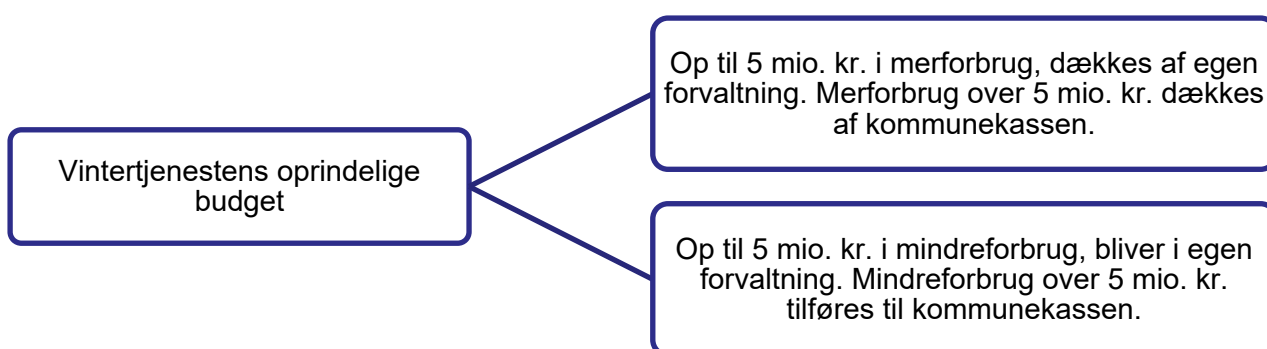 Vintertjenestens oprindelige
budget
Op til 5 mio. kr. i merforbrug, dækkes af egen
forvaltning. Merforbrug over 5 mio. kr. dækkes
af kommunekassen.
Op til 5 mio. kr. i mindreforbrug, bliver i egen
forvaltning. Mindreforbrug over 5 mio. kr.
tilføres til kommunekassen.